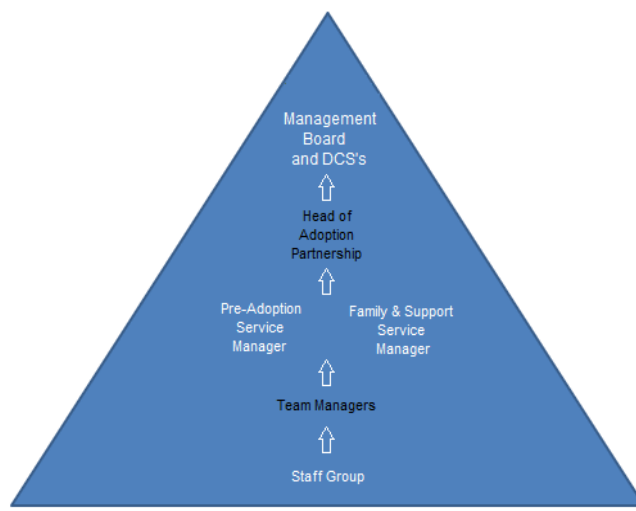 Management
Board
and DCS's
Head of
Adoption
Partnership
Pre-Adoption
Service
Manager
Family & Support
Service
Manager
Team Managers
Staff Group